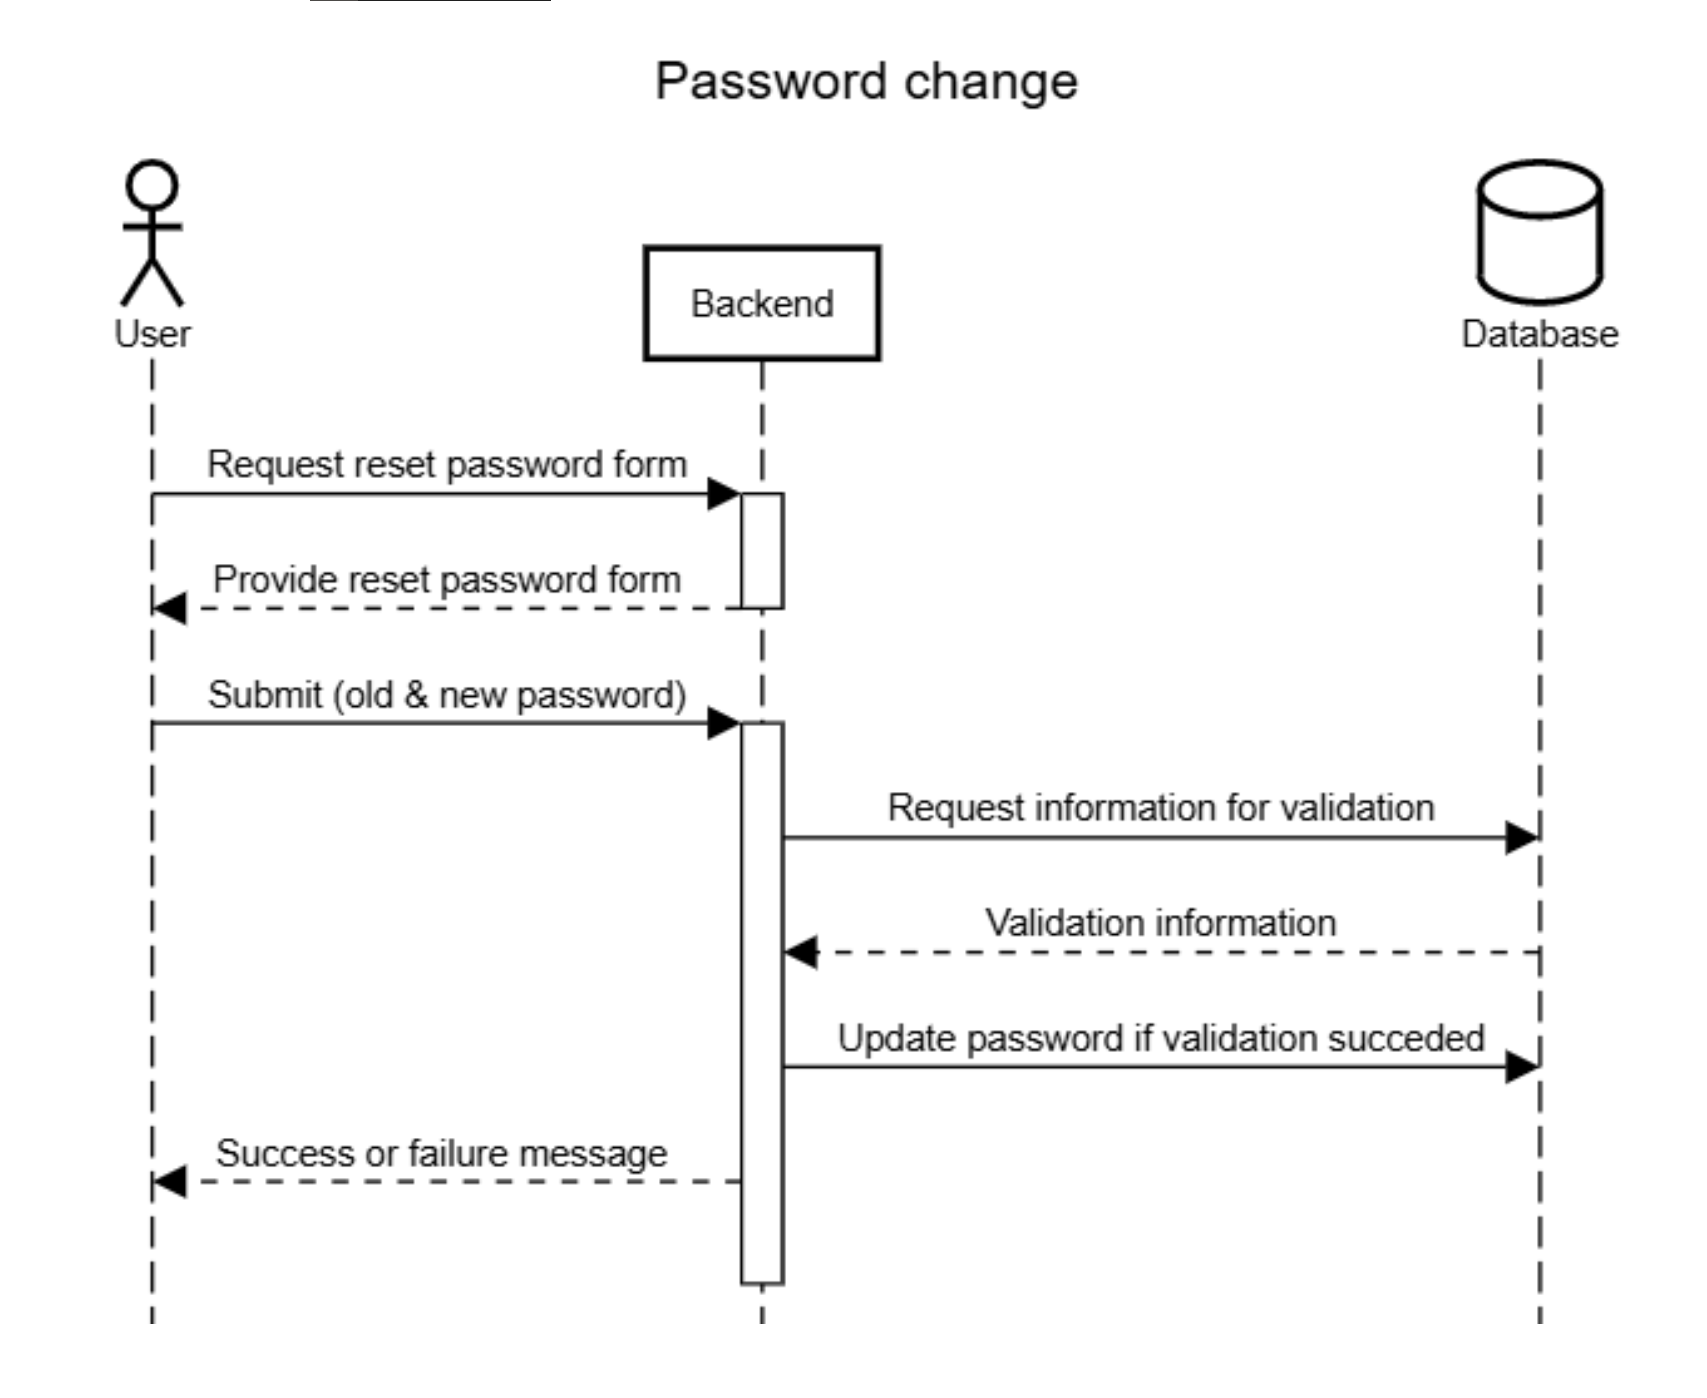 Password change
User
Backend
Database
Request reset password form
Provide reset password form
Submit (old & new password)
Request information for validation
Validation information
Update password if validation succeded
Success or failure message